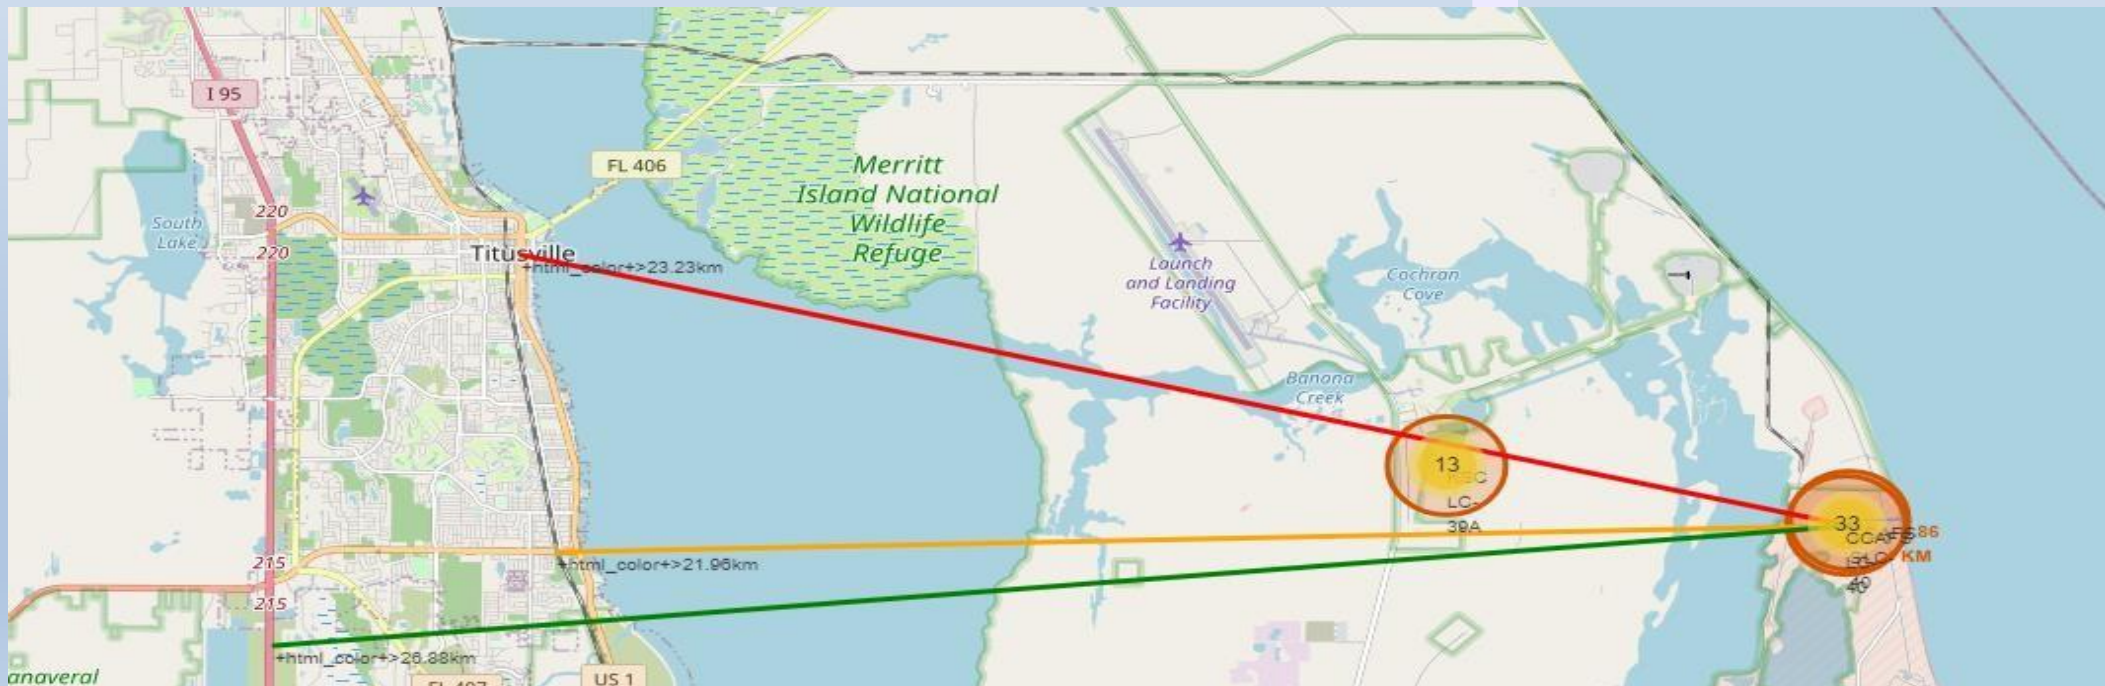 I 95
FL 406
Merritt
Island National
Wildlife
Refuge
220
South
Lake
220
Titusville
+html_color+>23.23km
Launch
and Landing
Facility
Cochran
Cove
Banana
Creek
13
LC-
39A
33
86
KM
215
+html_color+>21.96km
40
215
+html_color+>26.88km
anaveral
US 1